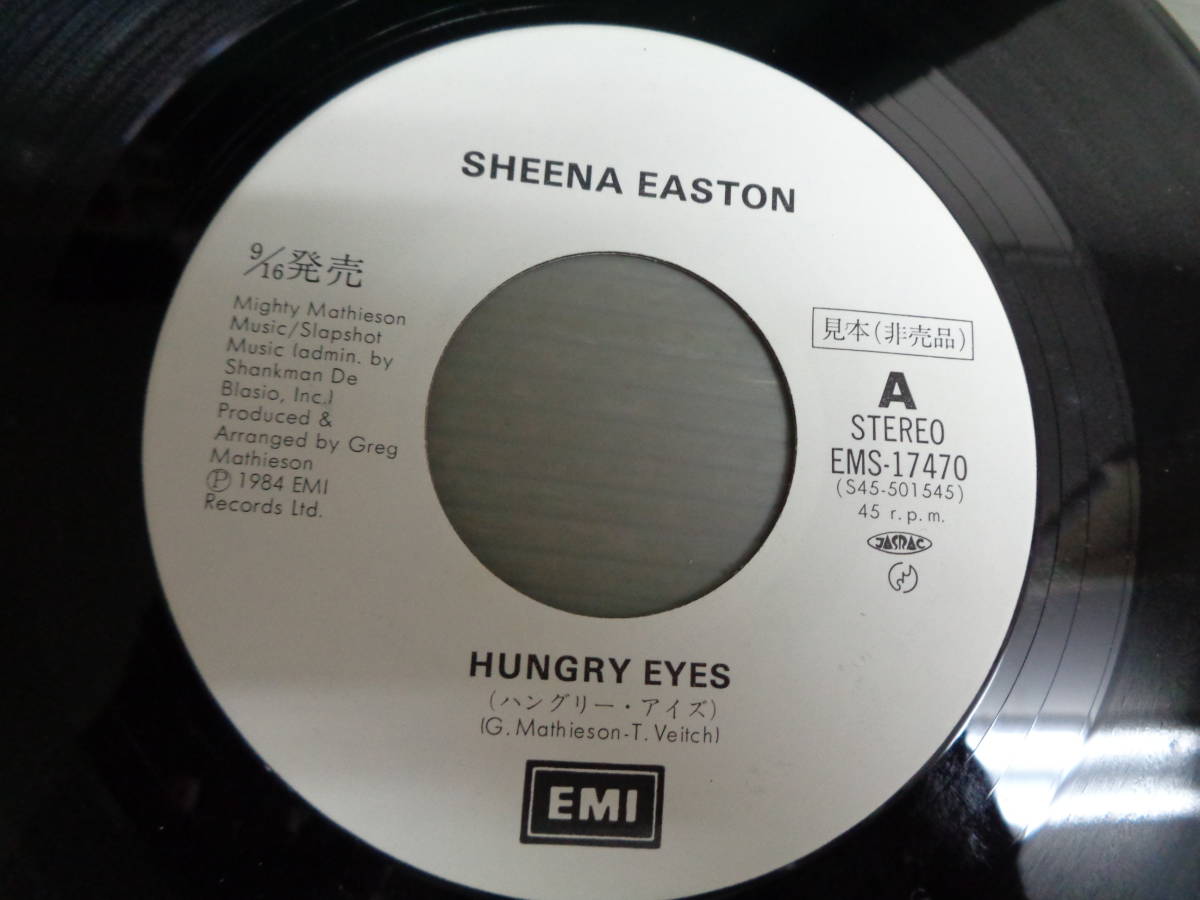 SHEENA EASTON
9/16発売
Mighty Mathieson
Music/Slapshot
Music (admin. by
Shankman De
Blasio, Inc.)
Produced &
Arranged by Greg
Mathieson
Ⓟ 1984 EMI
Records Ltd.
見本(非売品)
A
STEREO
EMS-17470
(S45-501545)
45 r.p.m.
JASRAC
HUNGRY EYES
(ハングリー・アイズ)
(G. Mathieson-T. Veitch)
EMI